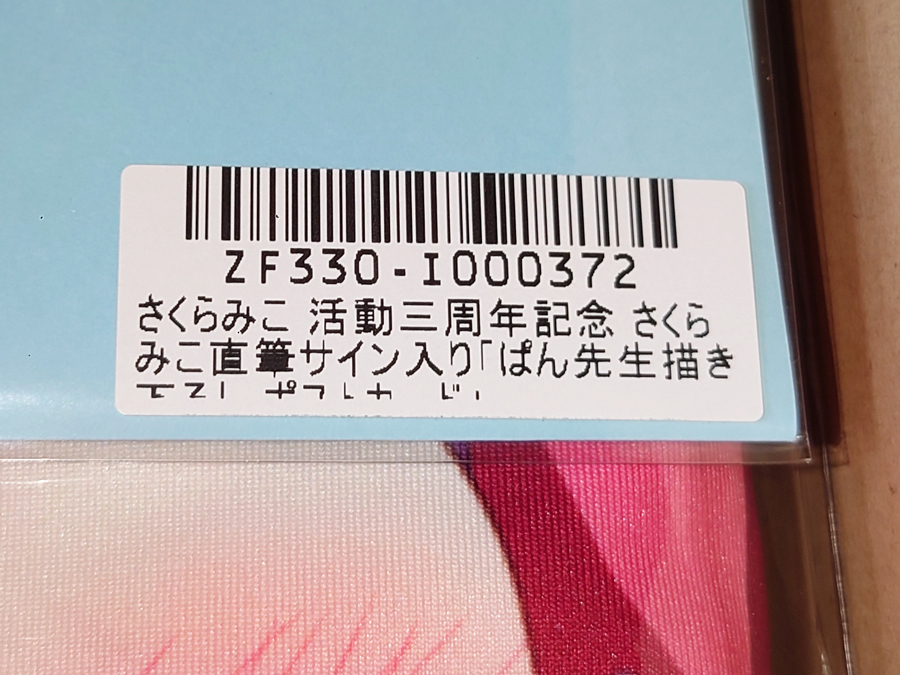 ZF330-I000372
さくらみこ 活動三周年記念 さくら
みこ直筆サイン入り「ぱん先生描き